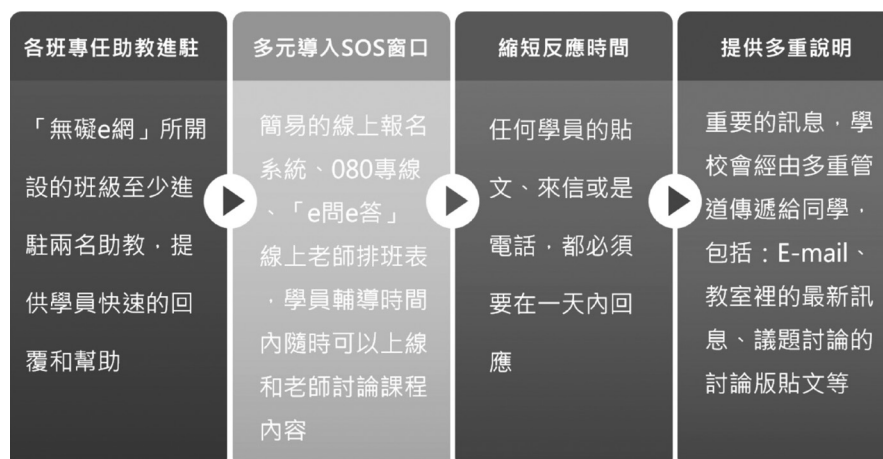 各班專任助教進駐
「無礙e網」所開
設的班級至少進
駐兩名助教，提
供學員快速的回
覆和幫助
多元導入SOS窗口
簡易的線上報名
系統、080專線
、「e問e答」
線上老師排班表
，學員輔導時間
內隨時可以上線
和老師討論課程
內容
縮短反應時間
任何學員的貼
文、來信或是
電話，都必須
要在一天內回
應
提供多重說明
重要的訊息，學
校會經由多重管
道傳遞給同學，
包括：E-mail、
教室裡的最新訊
息、議題討論的
討論版貼文等